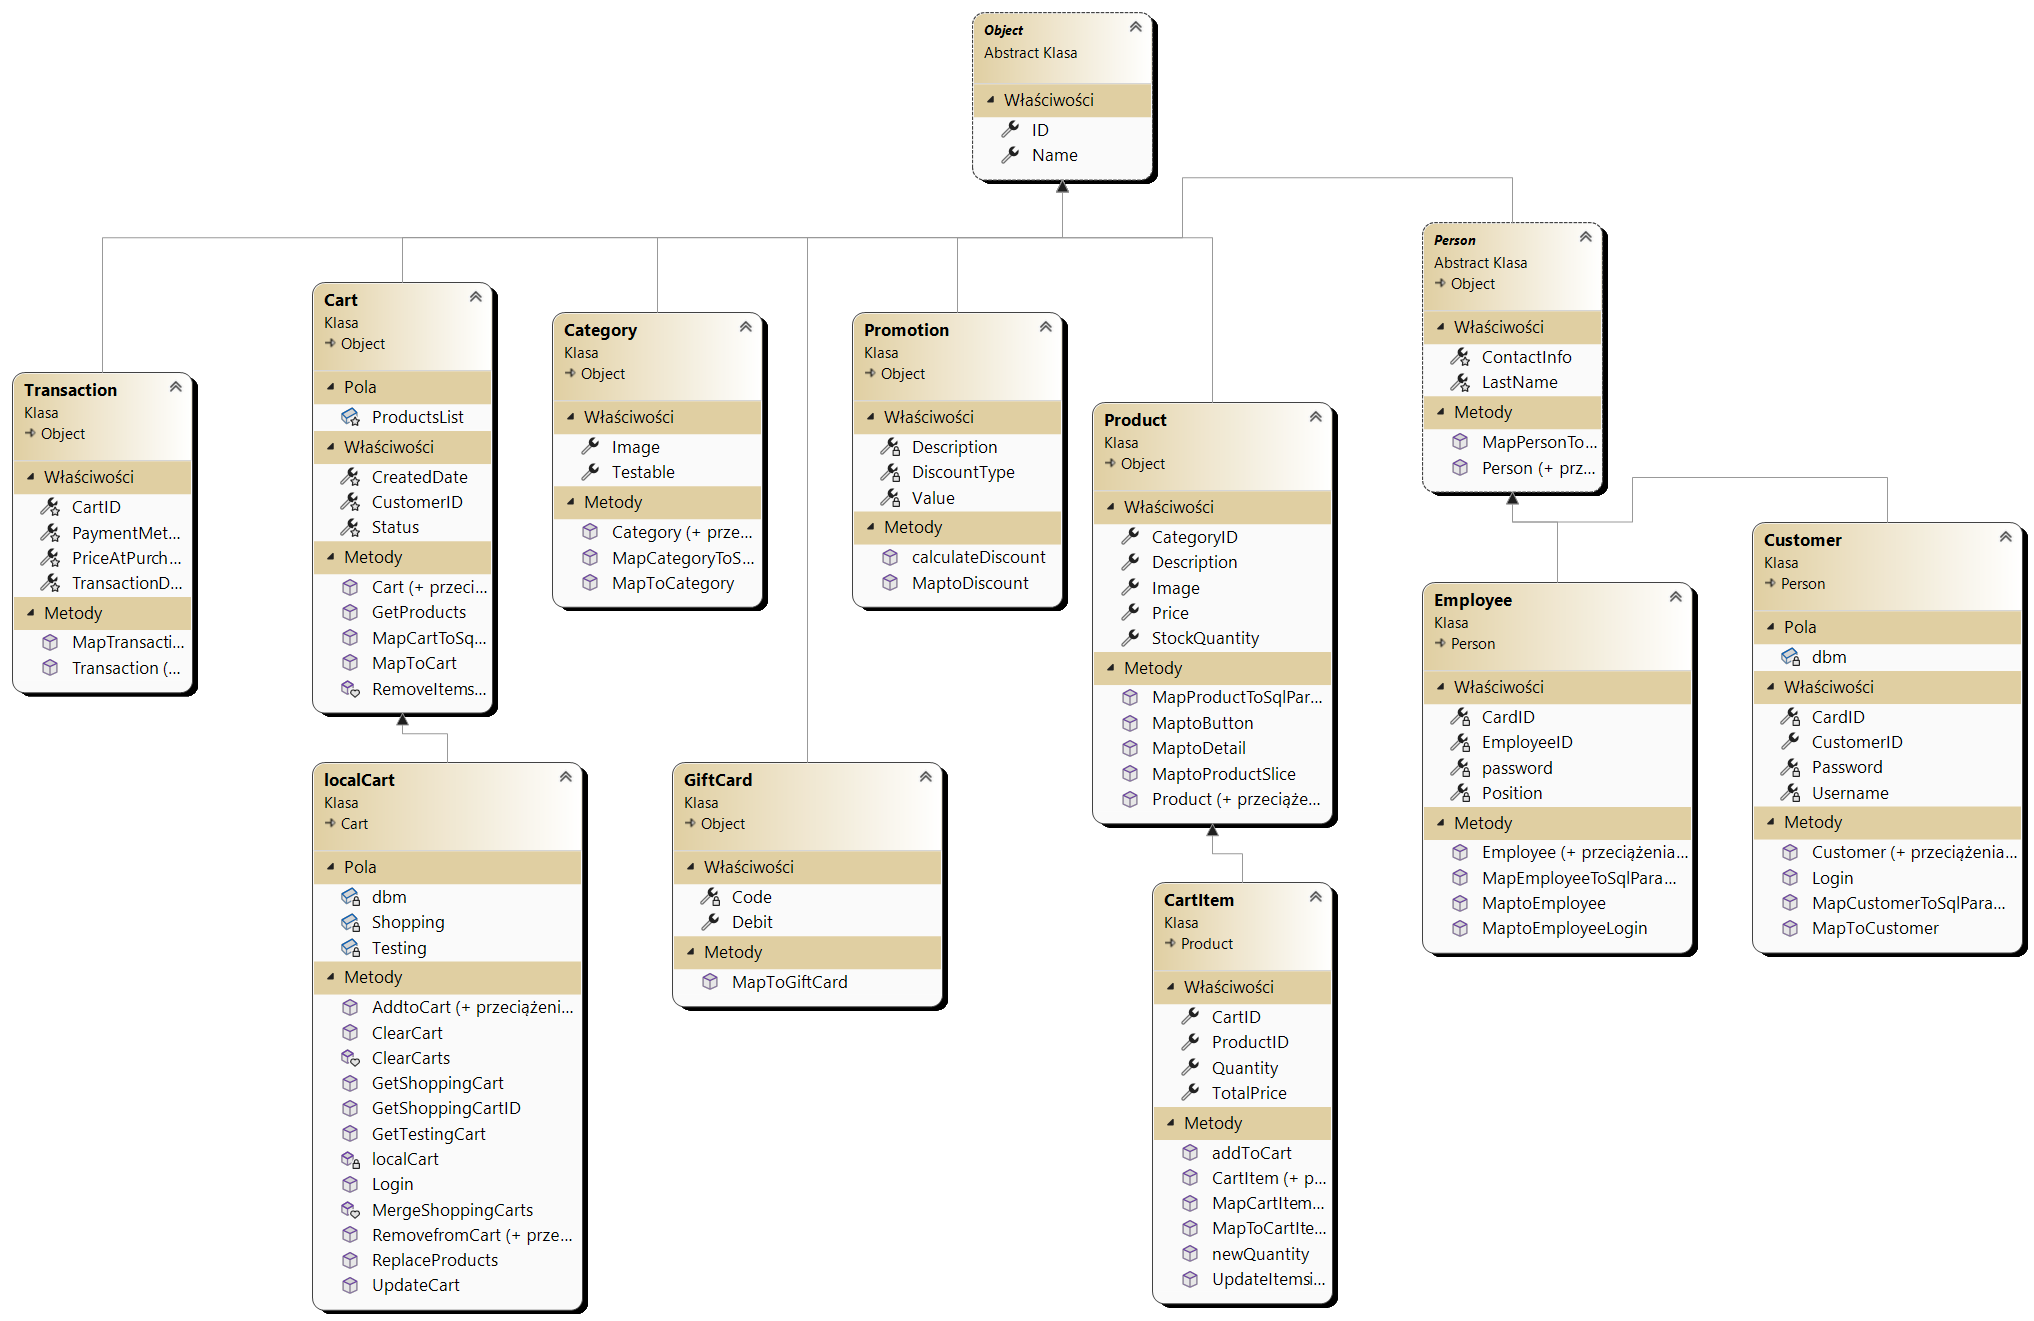 Object
Abstract Klasa
Właściwości
ID
Name
Person
Abstract Klasa
Object
Właściwości
ContactInfo
LastName
Metody
MapPersonTo...
Person (+ prz...
Cart
Klasa
Object
Pola
ProductsList
Właściwości
CreatedDate
CustomerID
Status
Metody
Cart (+ przeci...
GetProducts
MapCartToSq...
MapToCart
RemoveItems...
Category
Klasa
Object
Właściwości
Image
Testable
Metody
Category (+ prze...
MapCategoryToS...
MapToCategory
Promotion
Klasa
Object
Właściwości
Description
DiscountType
Value
Metody
calculateDiscount
MaptoDiscount
Transaction
Klasa
Object
Właściwości
CartID
PaymentMet...
PriceAtPurch...
TransactionD...
Metody
MapTransacti...
Transaction (...
Product
Klasa
Object
Właściwości
CategoryID
Description
Image
Price
StockQuantity
Metody
MapProductToSqlPar...
MaptoButton
MaptoDetail
MaptoProductSlice
Product (+ przeciąże...
Customer
Klasa
Person
Pola
dbm
Właściwości
CardID
CustomerID
Password
Username
Metody
Customer (+ przeciążenia...
Login
MapCustomerToSqlPara...
MapToCustomer
Employee
Klasa
Person
Właściwości
CardID
EmployeeID
password
Position
Metody
Employee (+ przeciążenia...
MapEmployeeToSqlPara...
MaptoEmployee
MaptoEmployeeLogin
localCart
Klasa
Cart
Pola
dbm
Shopping
Testing
Metody
AddtoCart (+ przeciążeni...
ClearCart
ClearCarts
GetShoppingCart
GetShoppingCartID
GetTestingCart
localCart
Login
MergeShoppingCarts
RemovefromCart (+ prze...
ReplaceProducts
UpdateCart
GiftCard
Klasa
Object
Właściwości
Code
Debit
Metody
MapToGiftCard
CartItem
Klasa
Product
Właściwości
CartID
ProductID
Quantity
TotalPrice
Metody
addToCart
CartItem (+ p...
MapCartItem...
MapToCartIte...
newQuantity
UpdateItemsi...